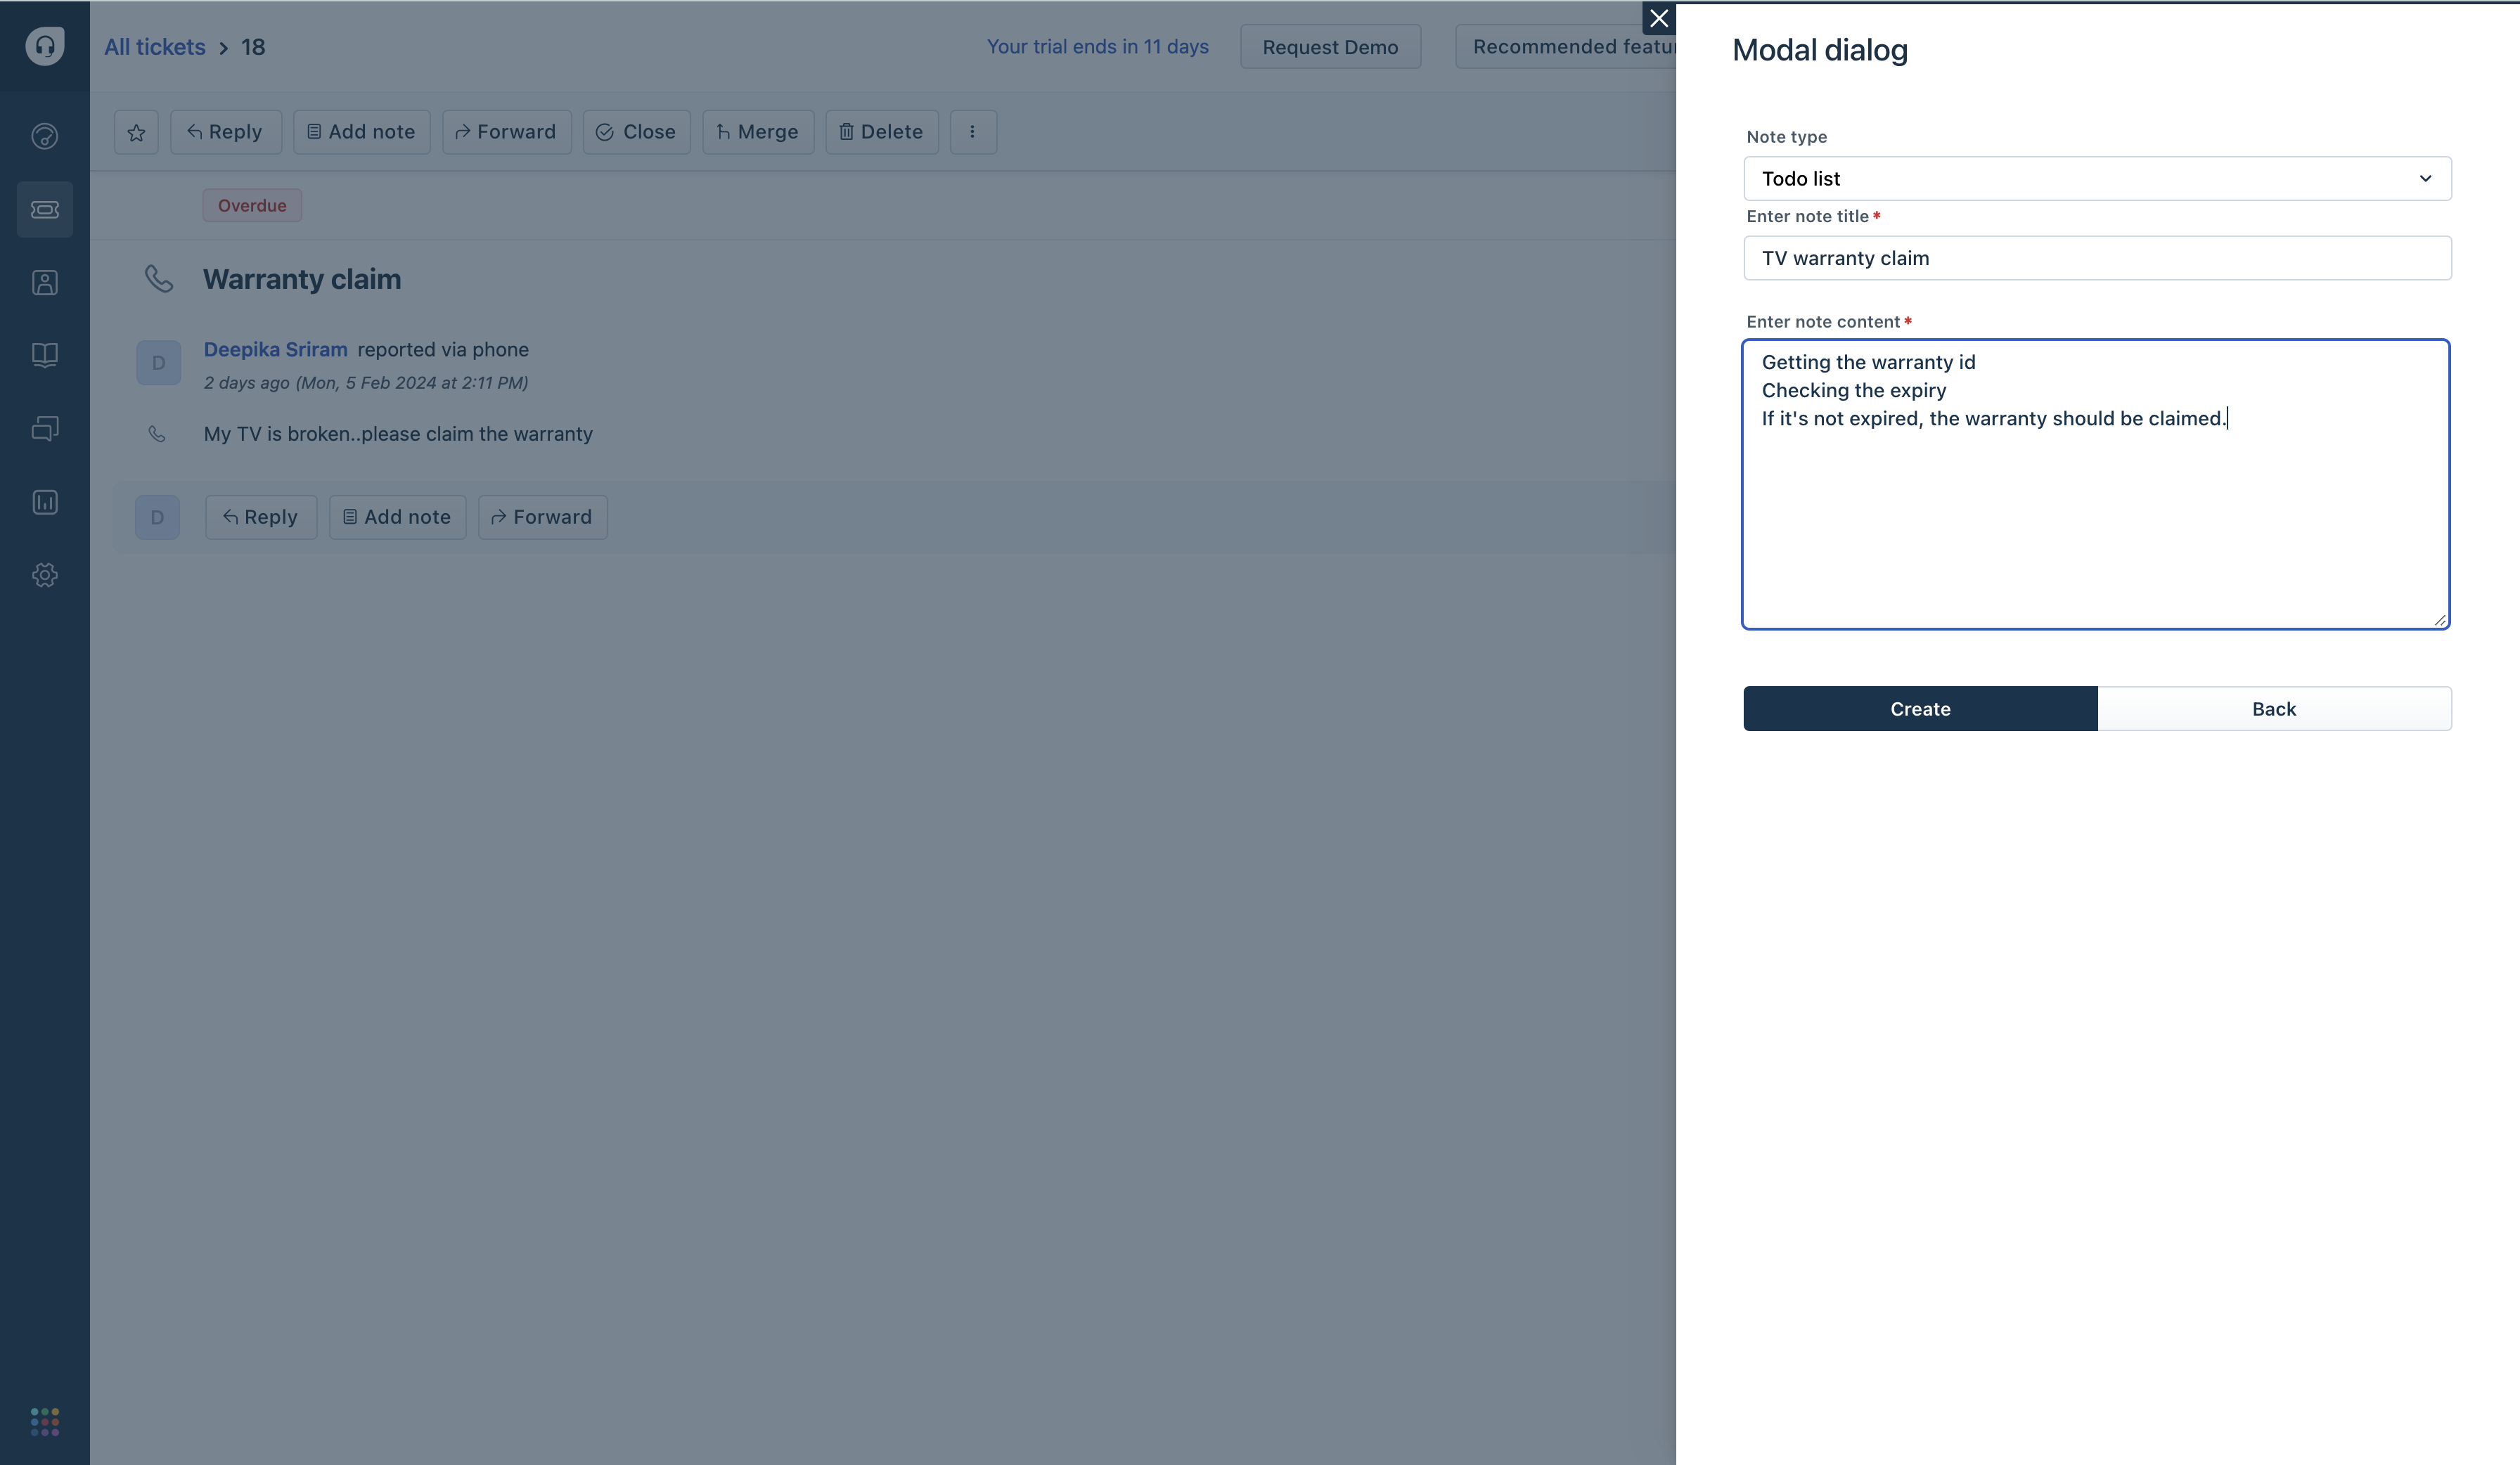 All tickets > 18
Your trial ends in 11 days
Request Demo
Recommended featu
Reply
Add note
Forward
Close
Merge
Delete
Overdue
Warranty claim
D
Deepika Sriram reported via phone
2 days ago (Mon, 5 Feb 2024 at 2:11 PM)
My TV is broken..please claim the warranty
D
Reply
Add note
Forward
Modal dialog
Note type
Todo list
Enter note title*
TV warranty claim
Enter note content*
Getting the warranty id
Checking the expiry
If it's not expired, the warranty should be claimed.
Create
Back